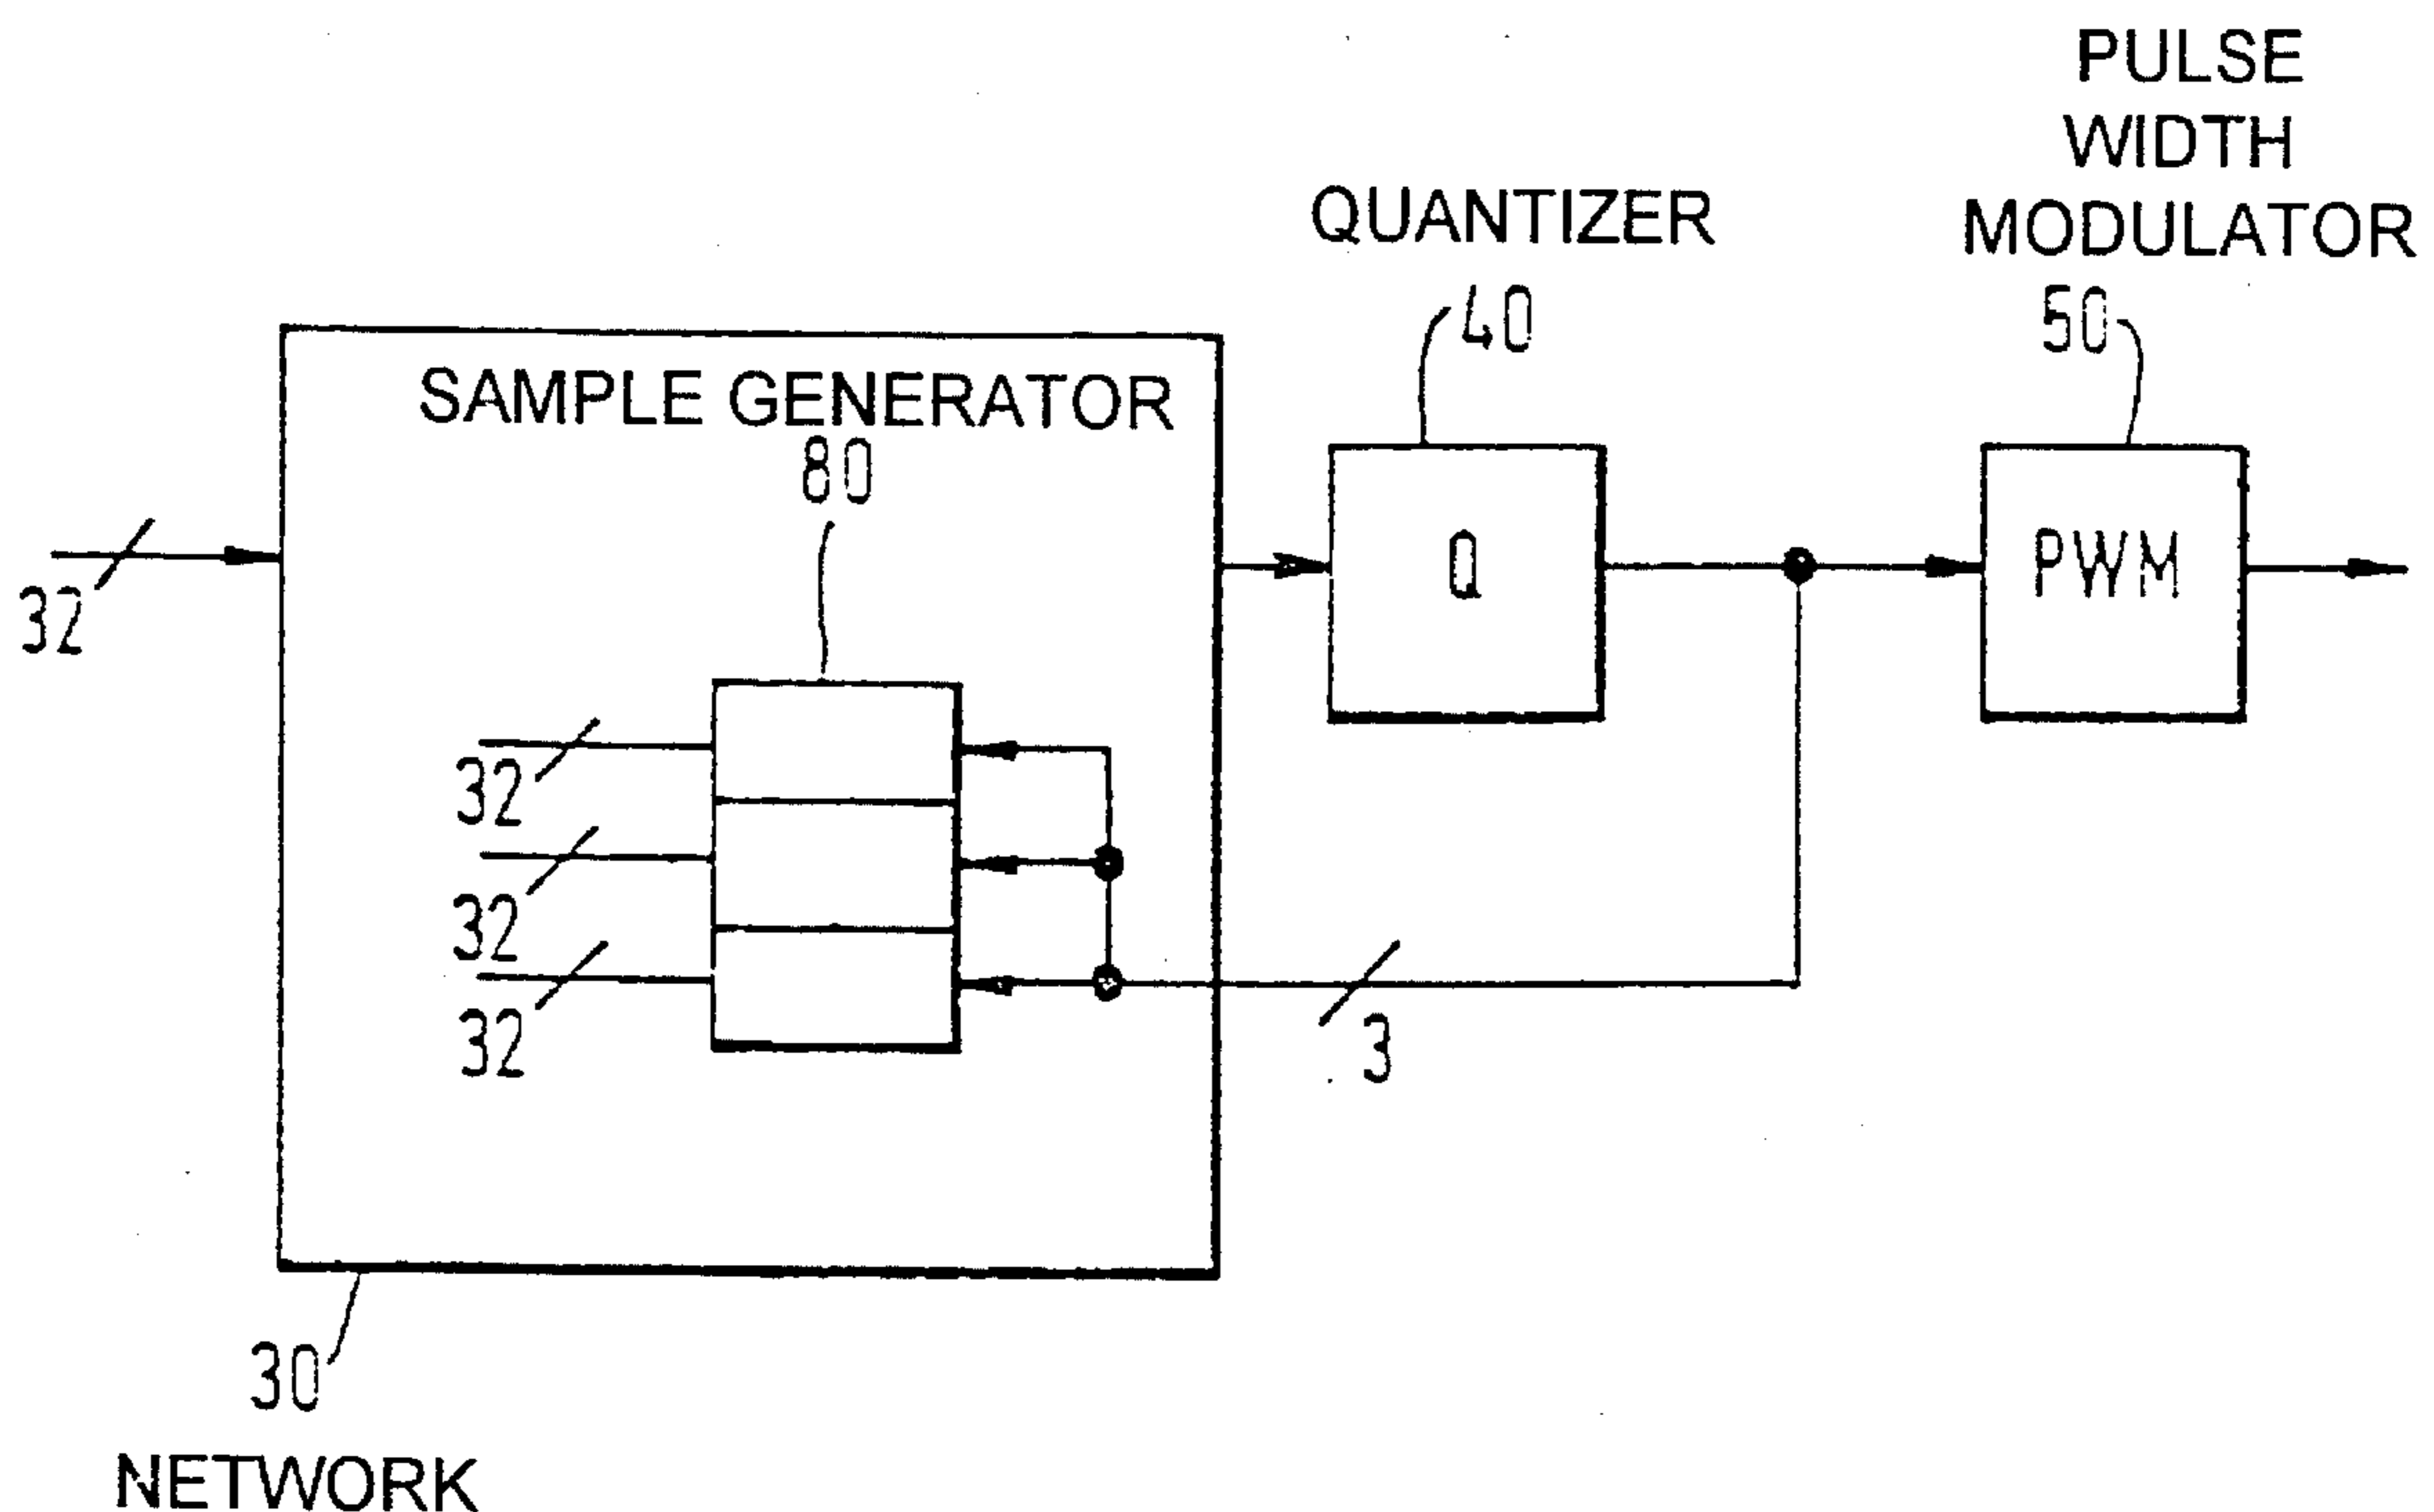 PULSE
WIDTH
MODULATOR
50
QUANTIZER
40
SAMPLE GENERATOR
80
32
Q
PWM
32
32
32
3
30
NETWORK